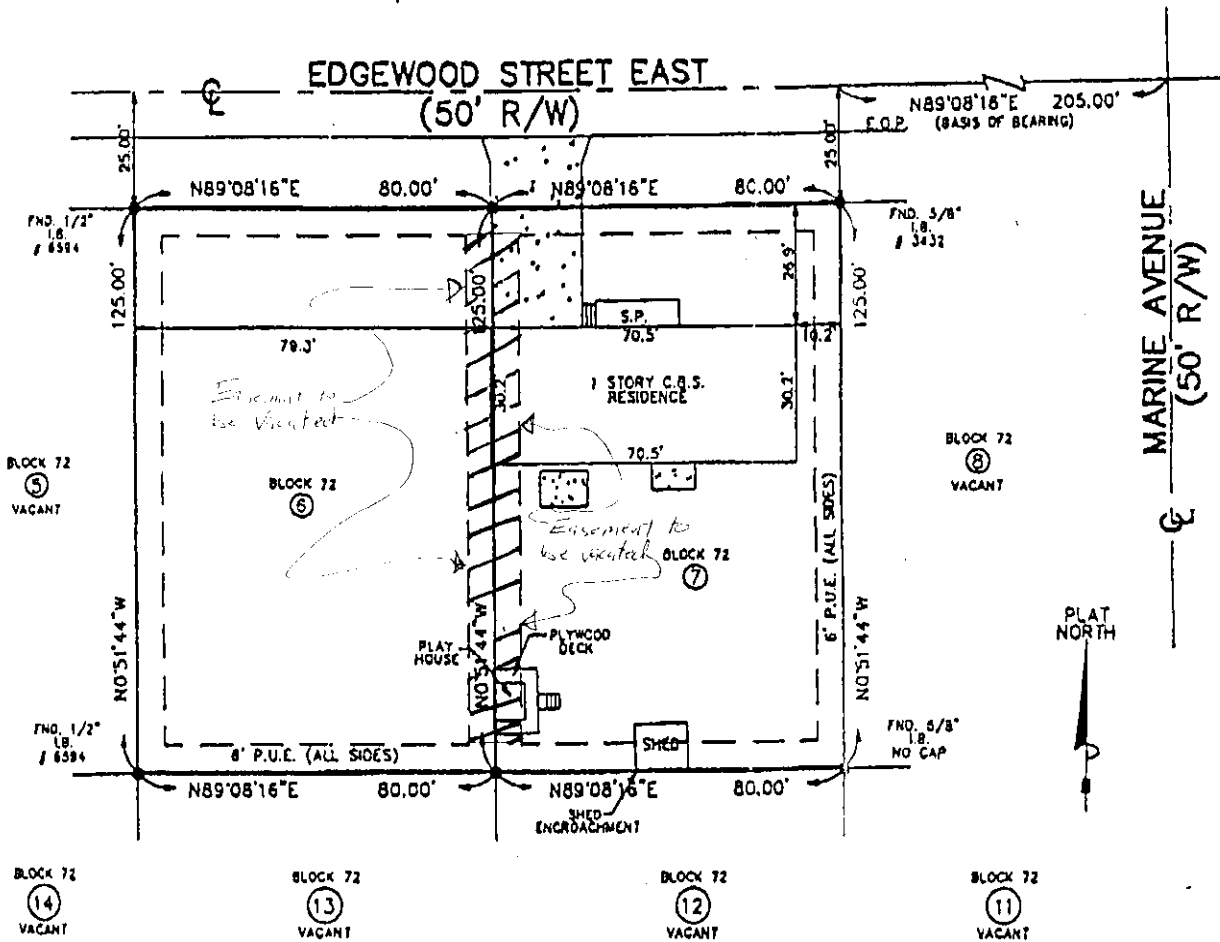 EDGEWOOD STREET EAST
(50' R/W)
N89°08'16"E 205.00'
(BASIS OF BEARING)
E.O.P.
25.00'
25.00'
N89°08'16"E 80.00'
N89°08'16"E 80.00'
FND. 1/2"
I.B.
# 6594
FND. 5/8"
I.B.
# 3432
MARINE AVENUE
(50' R/W)
125.00'
125.00'
125.00'
26.9'
S.P.
79.3'
70.5'
10.2'
Easement to
be Vacated
30.2
1 STORY C.B.S.
RESIDENCE
30.2'
70.5'
BLOCK 72
5
VACANT
BLOCK 72
6
BLOCK 72
8
VACANT
Easement to
be vacated
BLOCK 72
7
6' P.U.E. (ALL SIDES)
PLAT
NORTH
N0°51'44"W
N0°51'44"W
N0°51'44"W
PLAY
HOUSE
PLYWOOD
DECK
FND. 1/2"
I.B.
# 6594
6' P.U.E. (ALL SIDES)
SHED
FND. 5/8"
I.B.
NO CAP
N89°08'16"E 80.00'
N89°08'16"E 80.00'
SHED
ENCROACHMENT
BLOCK 72
14
VACANT
BLOCK 72
13
VACANT
BLOCK 72
12
VACANT
BLOCK 72
11
VACANT